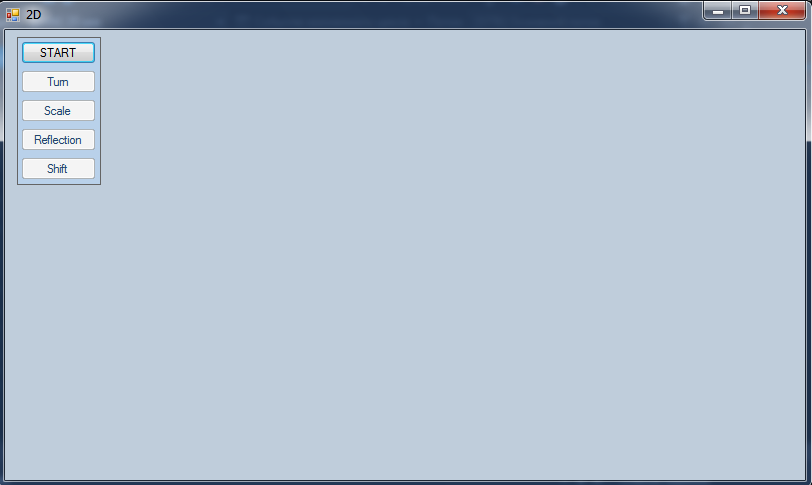 2D
START
Turn
Scale
Reflection
Shift